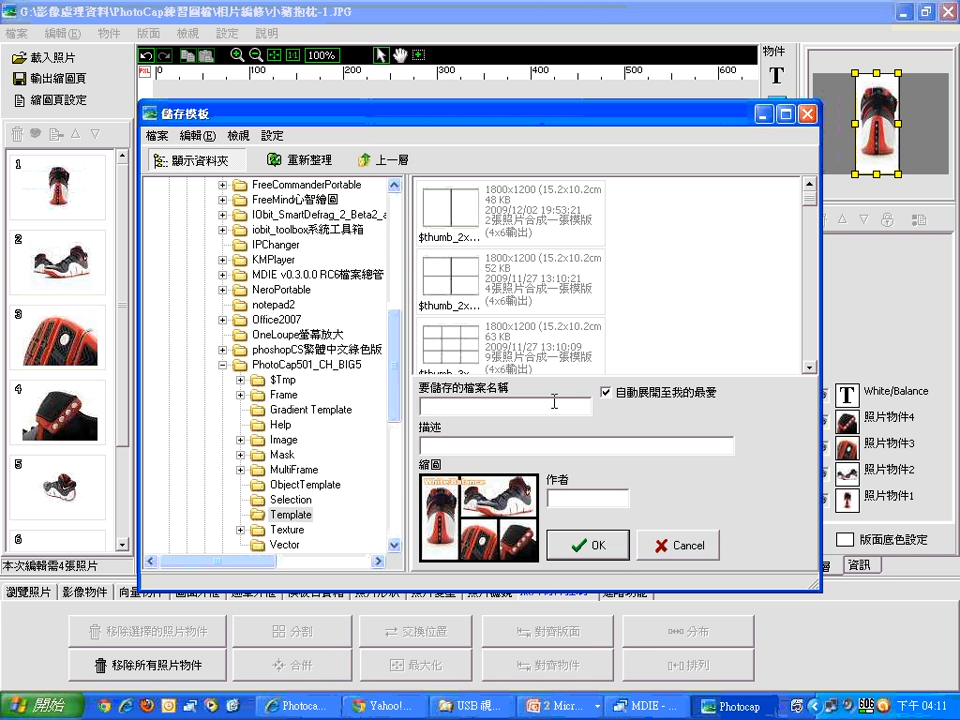 G:\影像處理資料\PhotoCap練習圖檔\相片編修\小豬抱枕-1.JPG
檔案 編輯(E) 物件 版面 檢視 設定 說明
載入照片
輸出縮圖頁
縮圖頁設定
100%
0 100 200 300 400 500 600
物件
T
1
2
3
4
5
6
本次編輯需4張照片
儲存模板
檔案 編輯(E) 檢視 設定
顯示資料夾 重新整理 上一層
FreeCommanderPortable
FreeMind心智繪圖
IObit_SmartDefrag_2_Beta2_a
iobit_toolbox系統工具箱
IPChanger
KMPlayer
MDIE v0.3.0.0 RC6檔案總管
NeroPortable
notepad2
Office2007
OneLoupe螢幕放大
phoshopCS繁體中文綠色版
PhotoCap501_CH_BIG5
$Tmp
Frame
Gradient Template
Help
Image
Mask
MultiFrame
ObjectTemplate
Selection
Template
Texture
Vector
1800x1200 (15.2x10.2cm
48 KB
2009/12/02 19:53:21
2張照片合成一張模版
(4x6輸出)
$thumb_2x...
1800x1200 (15.2x10.2cm
52 KB
2009/11/27 13:10:21
4張照片合成一張模版
(4x6輸出)
$thumb_2x...
1800x1200 (15.2x10.2cm
63 KB
2009/11/27 13:10:09
9張照片合成一張模版
(4x6輸出)
要儲存的檔案名稱
自動展開至我的最愛
描述
縮圖
White/Balance
作者
OK
Cancel
T White/Balance
照片物件4
照片物件3
照片物件2
照片物件1
版面底色設定
資訊
瀏覽照片 影像物件
移除選擇的照片物件 分割 交換位置 對齊版面 分布
移除所有照片物件 合併 最大化 對齊物件 排列
開始 Photoca... Yahoo!... USB 視... 2 Micr... MDIE - ... Photocap 下午 04:11